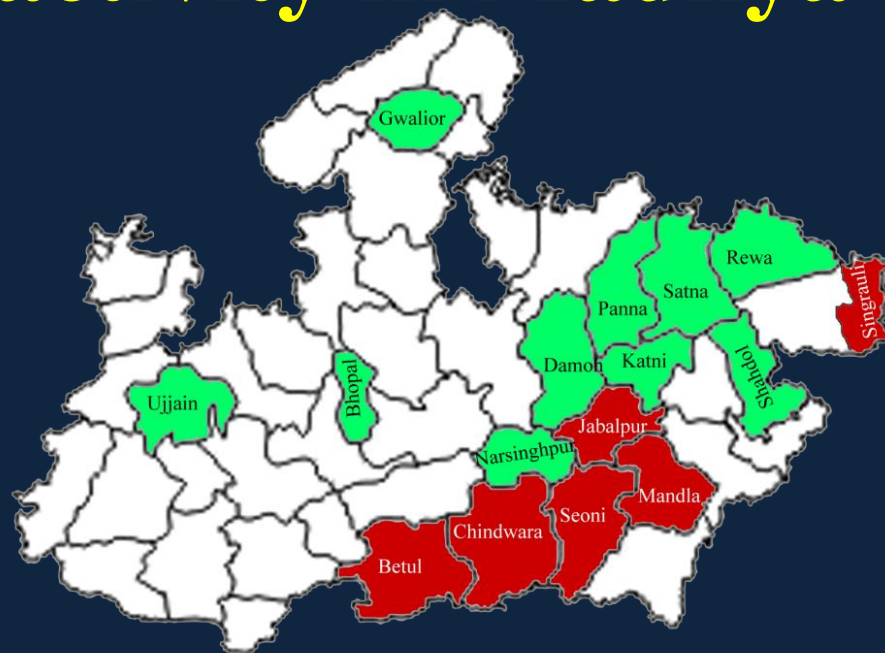 Gwalior
Rewa
Satna
Panna
Singrauli
Damoh
Katni
Shahdol
Bhopal
Ujjain
Jabalpur
Narsinghpur
Mandla
Seoni
Chindwara
Betul